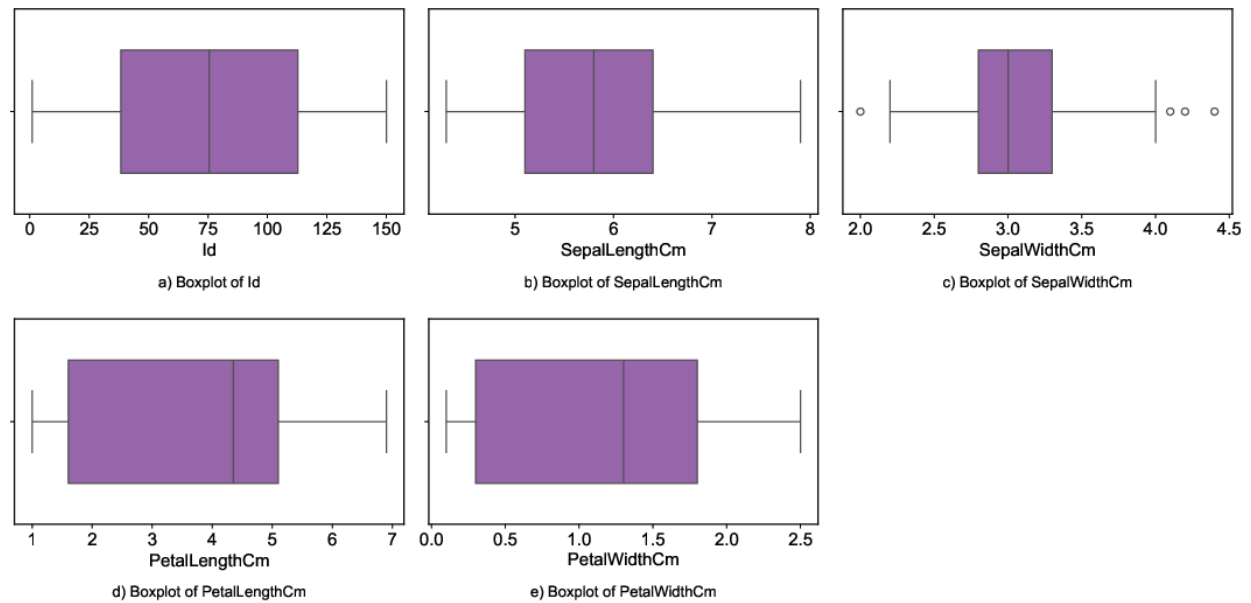 0 25 50 75 100 125 150
Id
a) Boxplot of Id
5 6 7 8
SepalLengthCm
b) Boxplot of SepalLengthCm
2.0 2.5 3.0 3.5 4.0 4.5
SepalWidthCm
c) Boxplot of SepalWidthCm
1 2 3 4 5 6 7
PetalLengthCm
d) Boxplot of PetalLengthCm
0.0 0.5 1.0 1.5 2.0 2.5
PetalWidthCm
e) Boxplot of PetalWidthCm